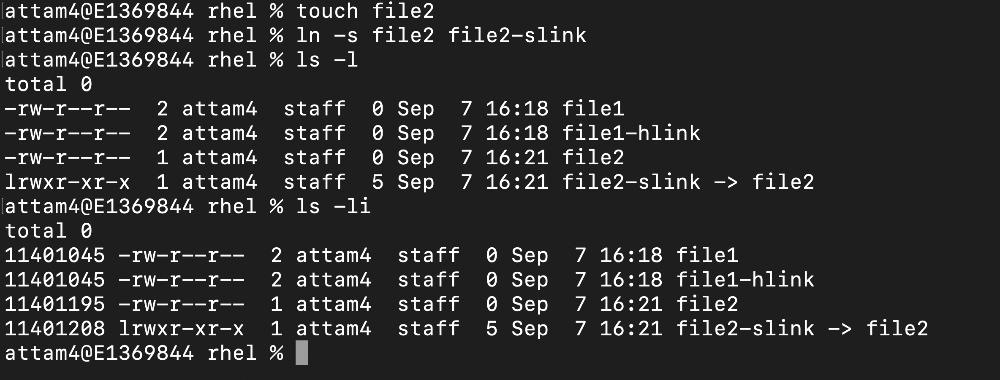 [attam4@E1369844 rhel % touch file2
[attam4@E1369844 rhel % ln -s file2 file2-slink
[attam4@E1369844 rhel % ls -l
total 0
-rw-r--r--  2 attam4  staff  0 Sep  7 16:18 file1
-rw-r--r--  2 attam4  staff  0 Sep  7 16:18 file1-hlink
-rw-r--r--  1 attam4  staff  0 Sep  7 16:21 file2
lrwxr-xr-x  1 attam4  staff  5 Sep  7 16:21 file2-slink -> file2
[attam4@E1369844 rhel % ls -li
total 0
11401045 -rw-r--r--  2 attam4  staff  0 Sep  7 16:18 file1
11401045 -rw-r--r--  2 attam4  staff  0 Sep  7 16:18 file1-hlink
11401195 -rw-r--r--  1 attam4  staff  0 Sep  7 16:21 file2
11401208 lrwxr-xr-x  1 attam4  staff  5 Sep  7 16:21 file2-slink -> file2
attam4@E1369844 rhel %